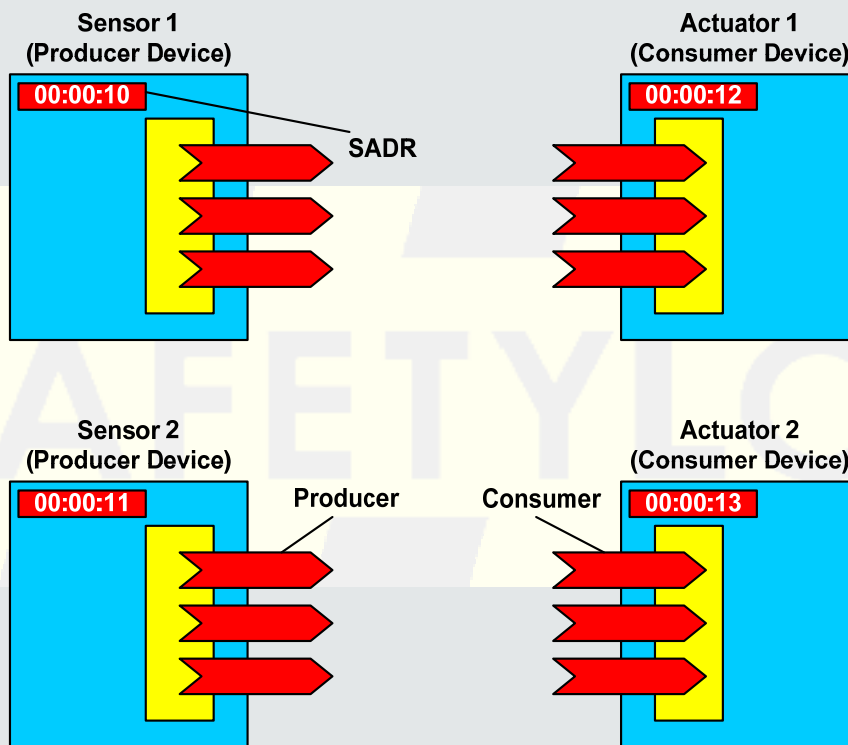 Sensor 1
(Producer Device)
Actuator 1
(Consumer Device)
00:00:10
00:00:12
SADR
AFETYLO
Sensor 2
(Producer Device)
Actuator 2
(Consumer Device)
00:00:11
Producer
Consumer
00:00:13